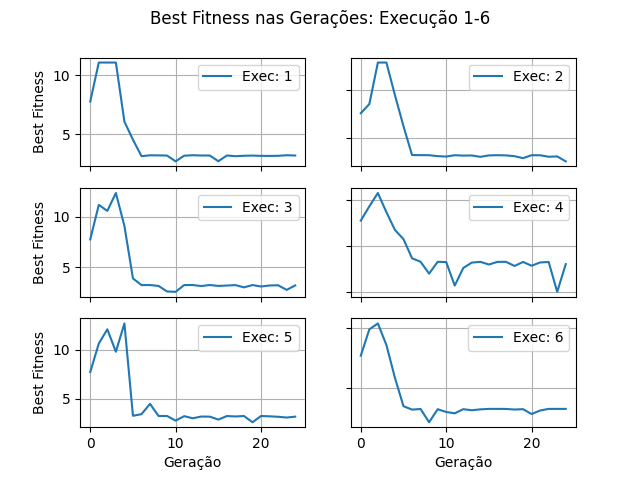 Best Fitness nas Gerações: Execução 1-6
Best Fitness
10
5
Exec: 1
Exec: 2
Best Fitness
10
5
Exec: 3
Exec: 4
Best Fitness
10
5
Exec: 5
Exec: 6
0
10
20
0
10
20
Geração
Geração